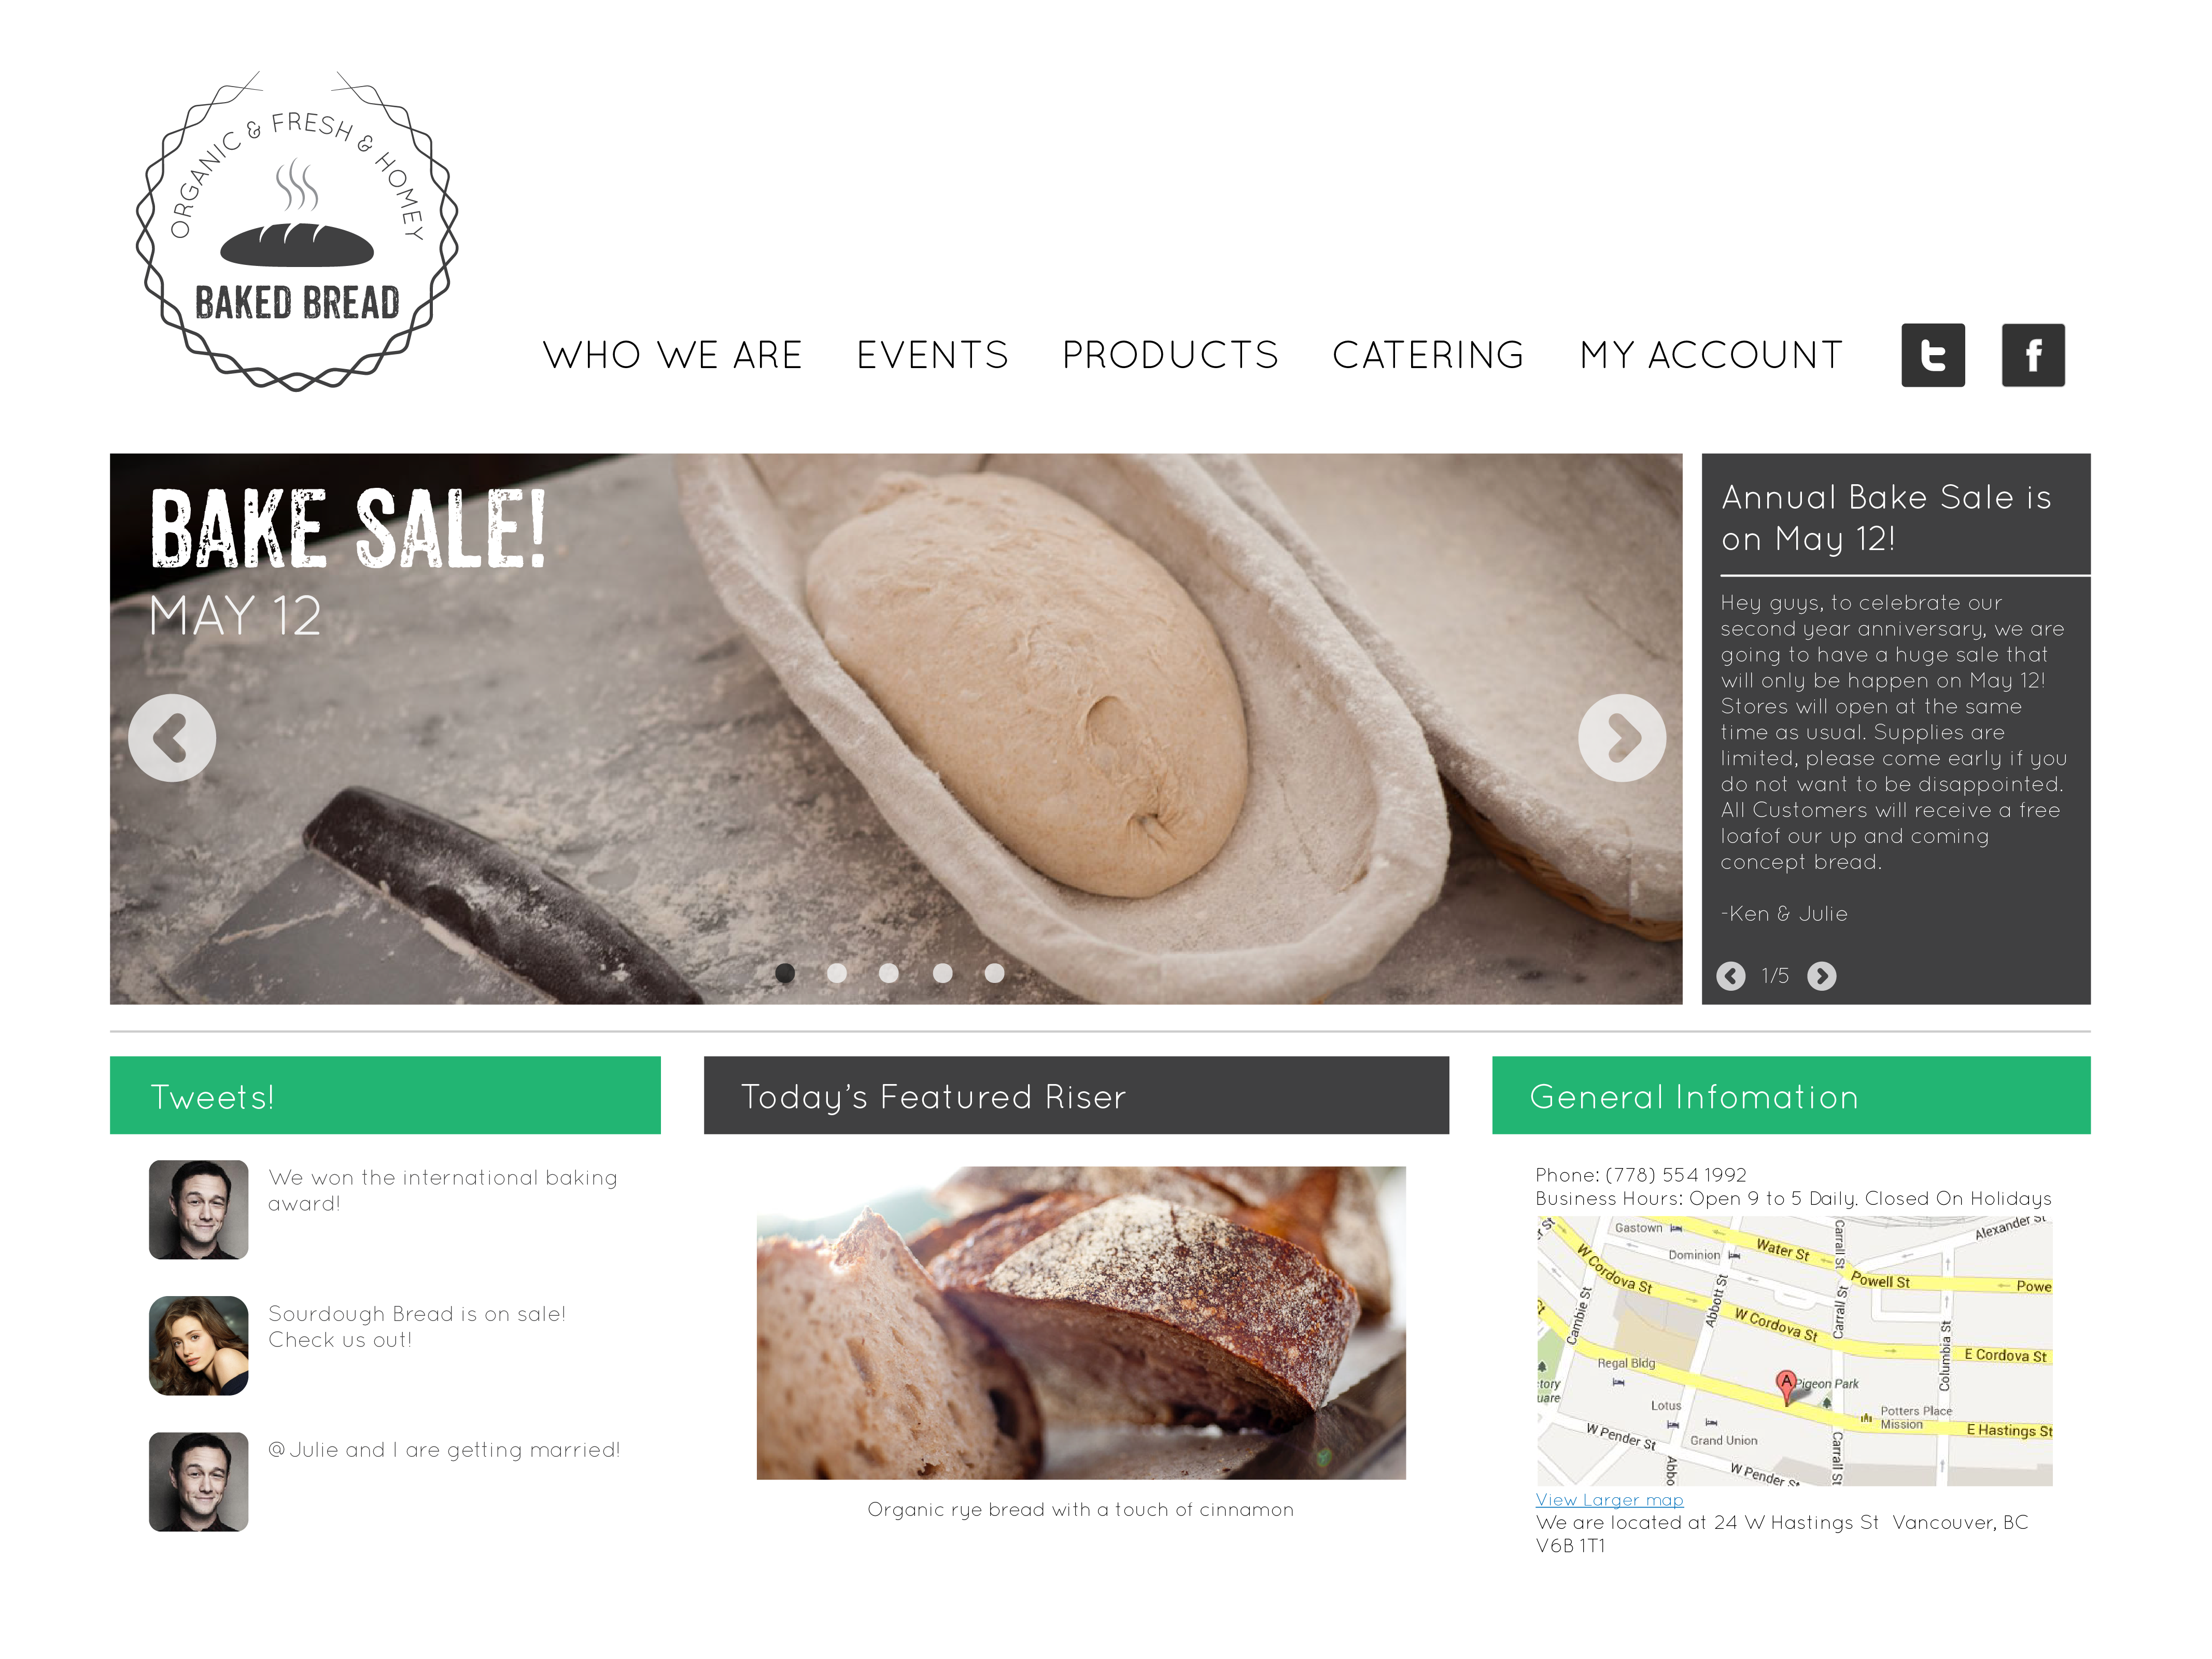 ORGANIC & FRESH & HOMEY
BAKED BREAD
WHO WE ARE EVENTS PRODUCTS CATERING MY ACCOUNT
BAKE SALE!
MAY 12
Annual Bake Sale is
on May 12!
Hey guys, to celebrate our
second year anniversary, we are
going to have a huge sale that
will only be happen on May 12!
Stores will open at the same
time as usual. Supplies are
limited, please come early if you
do not want to be disappointed.
All Customers will receive a free
loafof our up and coming
concept bread.
-Ken & Julie
1/5
Tweets!
We won the international baking
award!
Sourdough Bread is on sale!
Check us out!
@Julie and I are getting married!
Today's Featured Riser
Organic rye bread with a touch of cinnamon
General Infomation
Phone: (778) 554 1992
Business Hours: Open 9 to 5 Daily. Closed On Holidays
Gastown
Dominion
Water St
Carrall St
Alexander St
W Cordova St
Powell St
Powe
Cambie St
Abbott St
W Cordova St
Carrall St
Columbia St
E Cordova St
Regal Bldg
A
Pigeon Park
tory
uare
Lotus
Grand Union
Potters Place
Mission
E Hastings St
W Pender St
Abbo
W Pender St
Carrall St
View Larger map
We are located at 24 W Hastings St Vancouver, BC
V6B 1T1